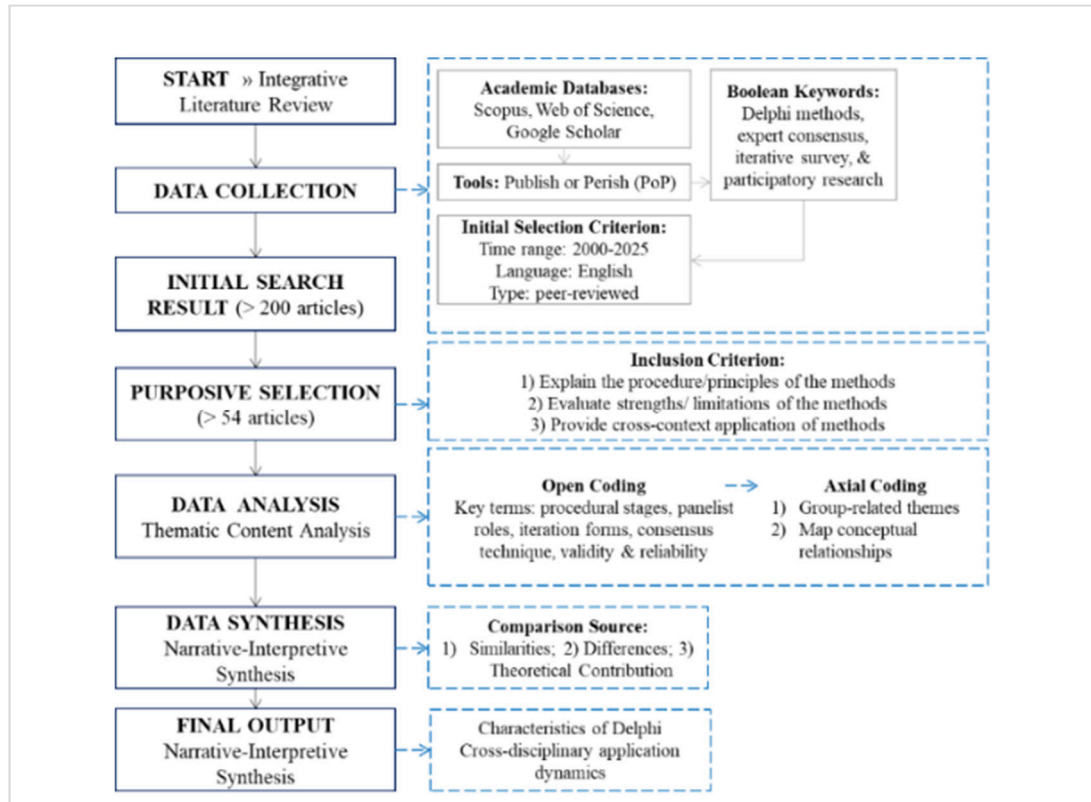 START » Integrative
Literature Review
DATA COLLECTION
Academic Databases:
Scopus, Web of Science,
Google Scholar
Tools: Publish or Perish (PoP)
Boolean Keywords:
Delphi methods,
expert consensus,
iterative survey, &
participatory research
Initial Selection Criterion:
Time range: 2000-2025
Language: English
Type: peer-reviewed
INITIAL SEARCH
RESULT (> 200 articles)
PURPOSIVE SELECTION
(> 54 articles)
Inclusion Criterion:
1) Explain the procedure/principles of the methods
2) Evaluate strengths/ limitations of the methods
3) Provide cross-context application of methods
DATA ANALYSIS
Thematic Content Analysis
Open Coding
Key terms: procedural stages, panelist
roles, iteration forms, consensus
technique, validity & reliability
Axial Coding
1) Group-related themes
2) Map conceptual
relationships
DATA SYNTHESIS
Narrative-Interpretive
Synthesis
Comparison Source:
1) Similarities; 2) Differences; 3)
Theoretical Contribution
FINAL OUTPUT
Narrative-Interpretive
Synthesis
Characteristics of Delphi
Cross-disciplinary application
dynamics